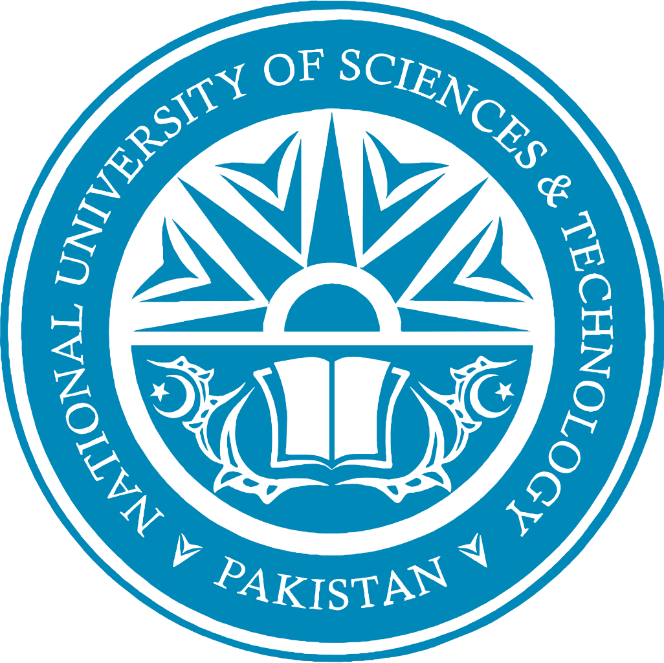 NATIONAL UNIVERSITY OF SCIENCES & TECHNOLOGY
PAKISTAN